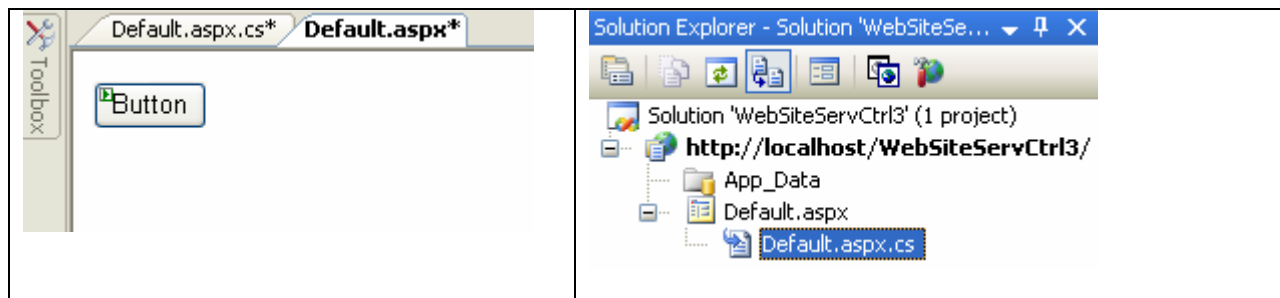 Default.aspx.cs* Default.aspx*
Toolbox
Button
Solution Explorer - Solution 'WebSiteSe...
Solution 'WebSiteServCtrl3' (1 project)
http://localhost/WebSiteServCtrl3/
App_Data
Default.aspx
Default.aspx.cs